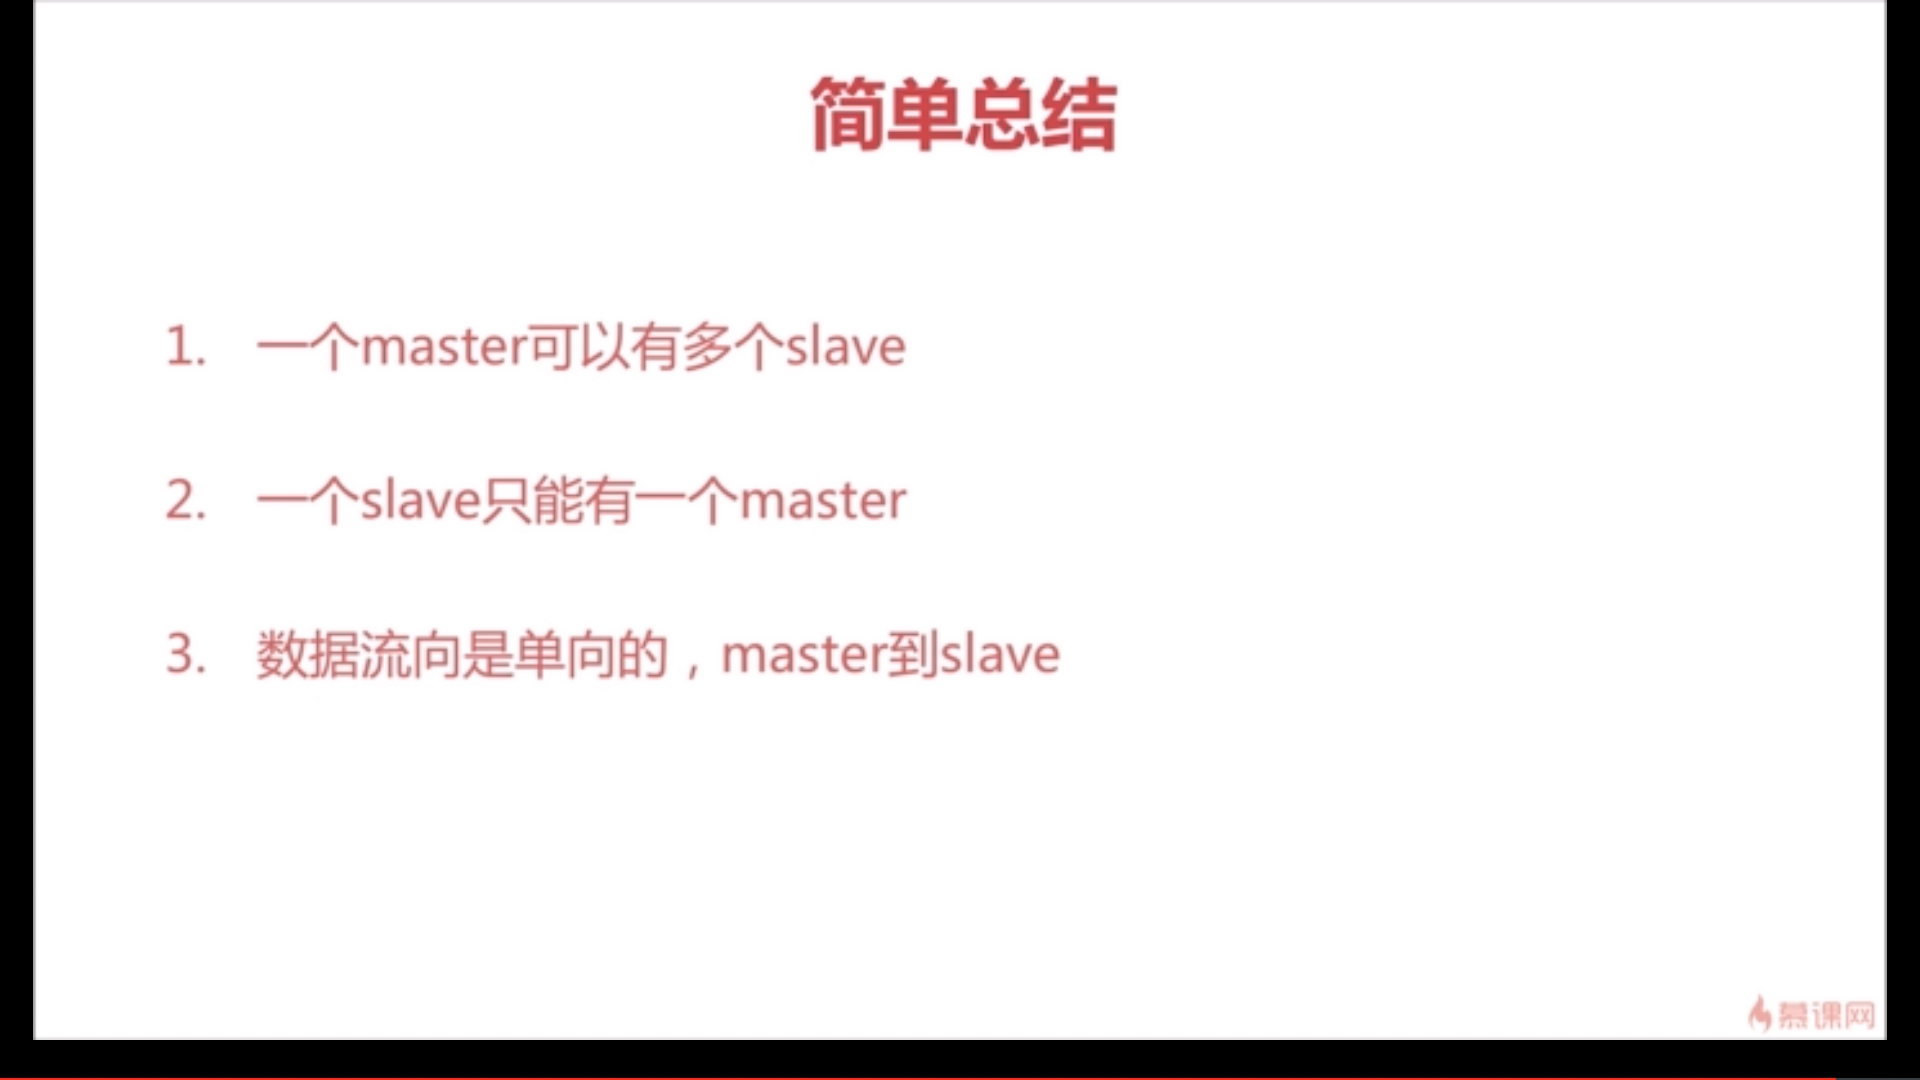 简单总结
1. 一个master可以有多个slave
2. 一个slave只能有一个master
3. 数据流向是单向的，master到slave
慕课网